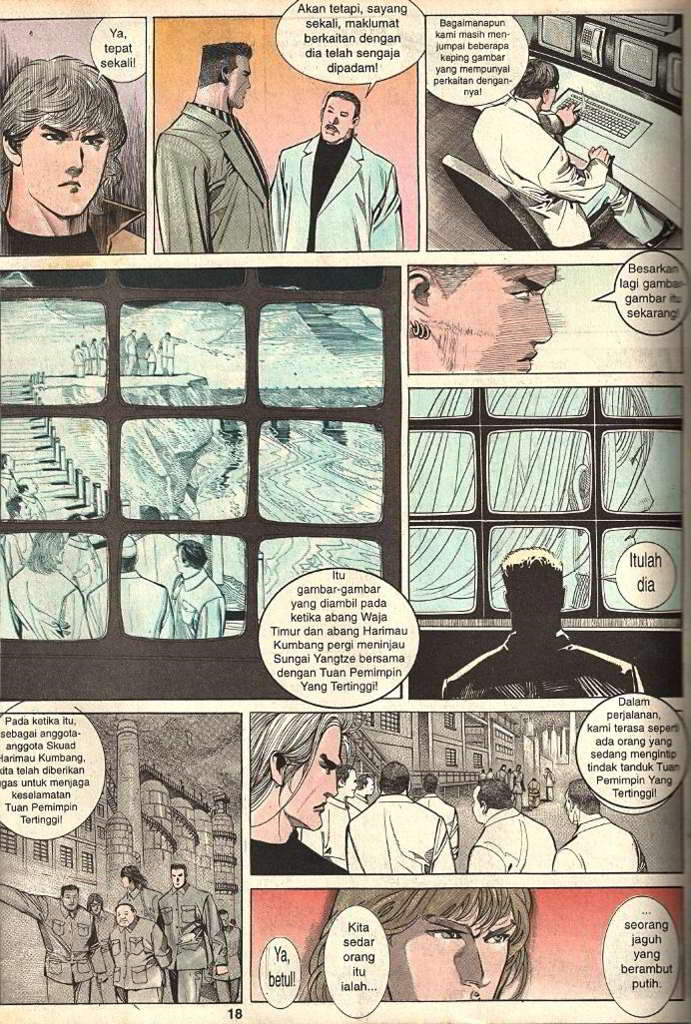 Ya,
tepat
sekali!
Akan tetapi, sayang
sekali, maklumat
berkaitan dengan
dia telah sengaja
dipadam!
Bagaimanapun
kami masih men-
jumpai beberapa
keping gambar
yang mempunyai
perkaitan dengan-
nya!
Besarkan
lagi gambar-
gambar itu
sekarang!
Itu
gambar-gambar
yang diambil pada
ketika abang Waja
Timur dan abang Harimau
Kumbang pergi meninjau
Sungai Yangtze bersama
dengan Tuan Pemimpin
Yang Tertinggi!
Itulah
dia
Pada ketika itu,
sebagai anggota-
anggota Skuad
Harimau Kumbang,
kita telah diberikan
tugas untuk menjaga
keselamatan
Tuan Pemimpin
Tertinggi!
Dalam
perjalanan,
kami terasa seperti
ada orang yang
sedang mengintip
tindak tanduk Tuan
Pemimpin Yang
Tertinggi!
Ya,
betul!
Kita
sedar
orang
itu
ialah...
...
seorang
jaguh
yang
berambut
putih.
18